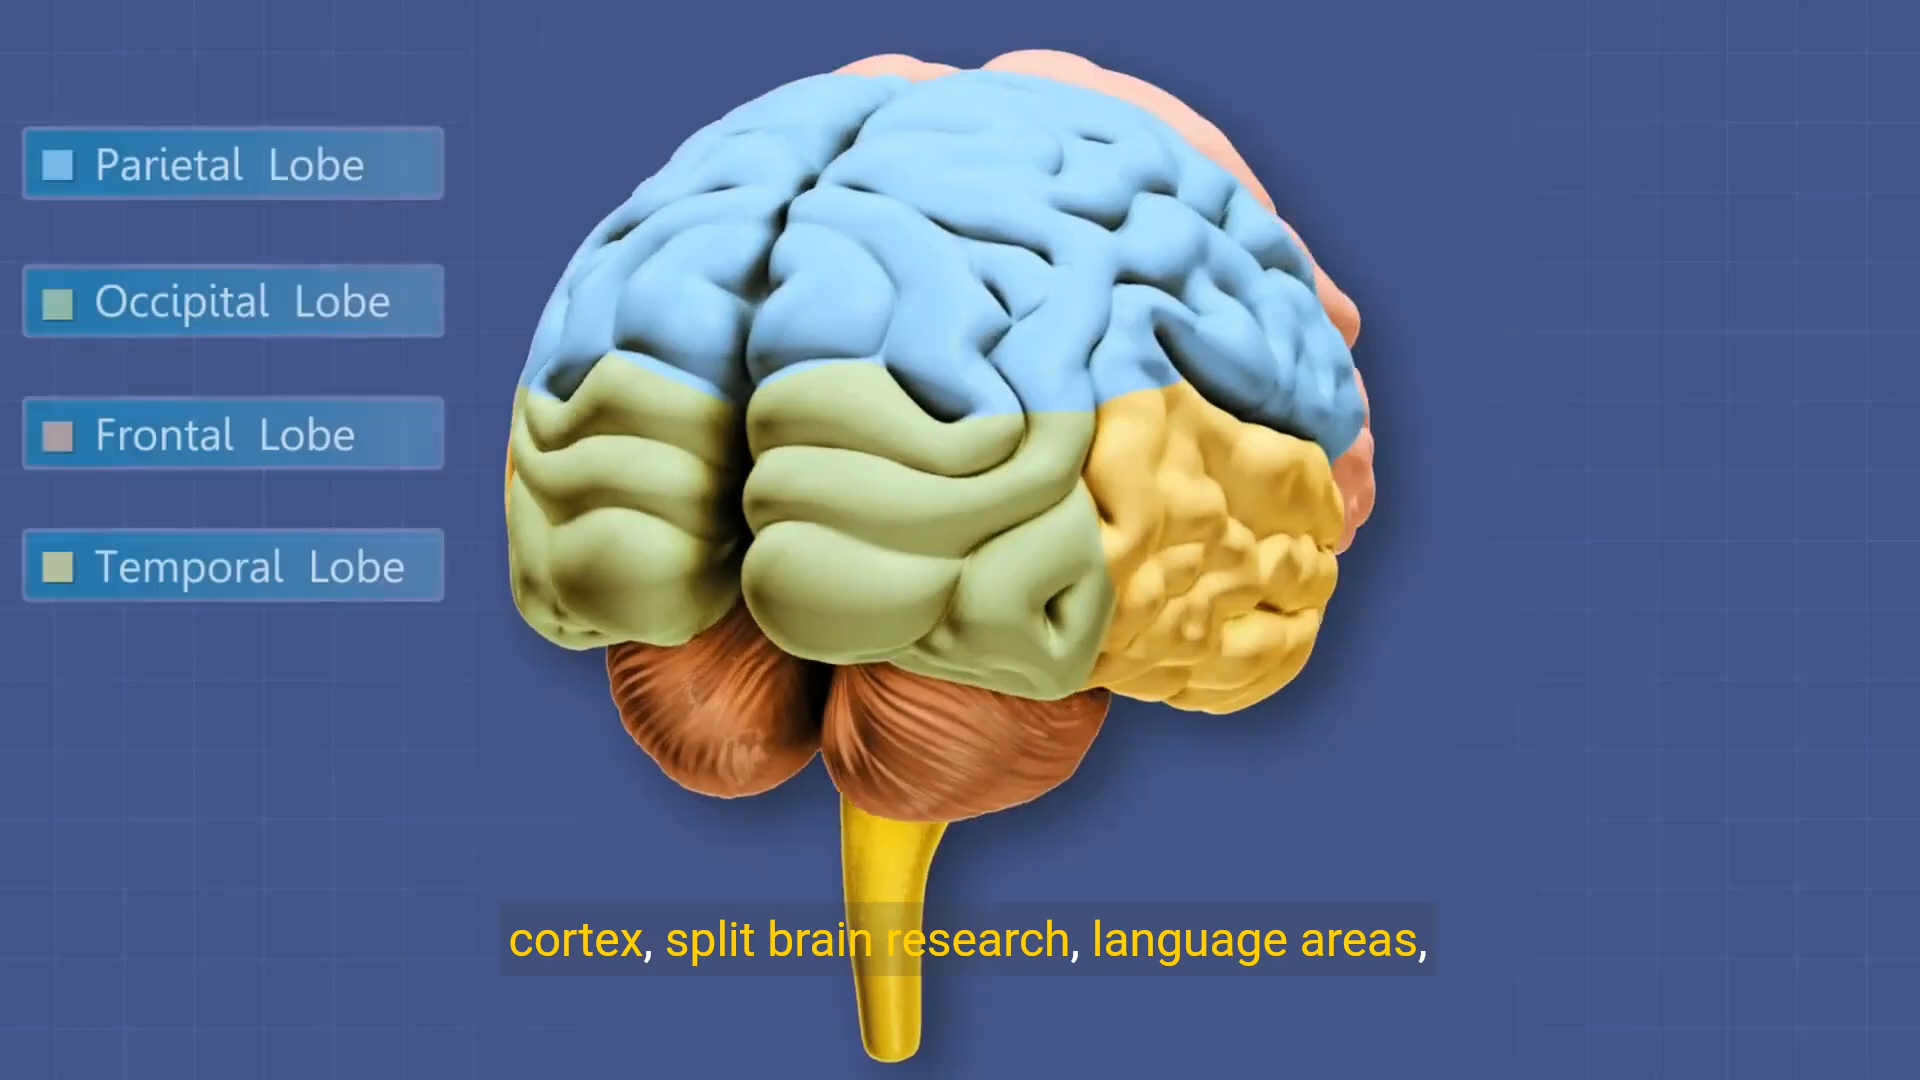 Parietal Lobe
Occipital Lobe
Frontal Lobe
Temporal Lobe
cortex, split brain research, language areas,